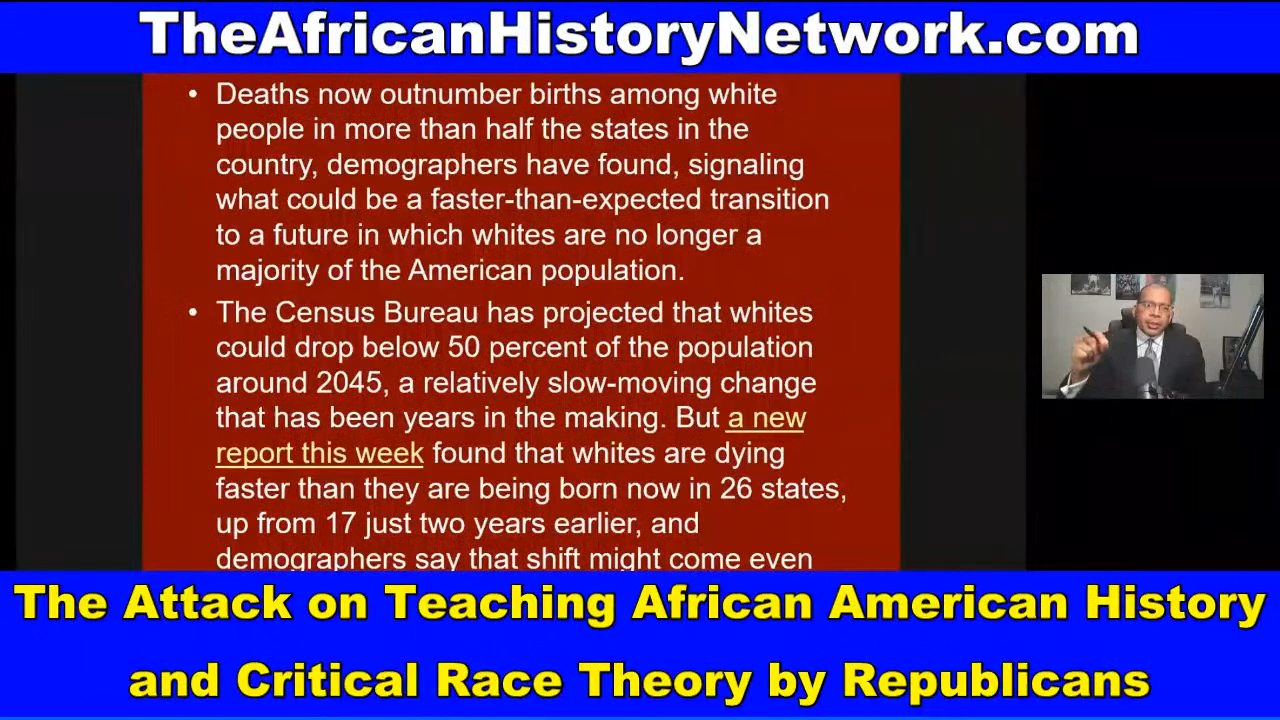 TheAfricanHistoryNetwork.com
• Deaths now outnumber births among white
people in more than half the states in the
country, demographers have found, signaling
what could be a faster-than-expected transition
to a future in which whites are no longer a
majority of the American population.
• The Census Bureau has projected that whites
could drop below 50 percent of the population
around 2045, a relatively slow-moving change
that has been years in the making. But a new
report this week found that whites are dying
faster than they are being born now in 26 states,
up from 17 just two years earlier, and
demographers say that shift might come even
The Attack on Teaching African American History
and Critical Race Theory by Republicans